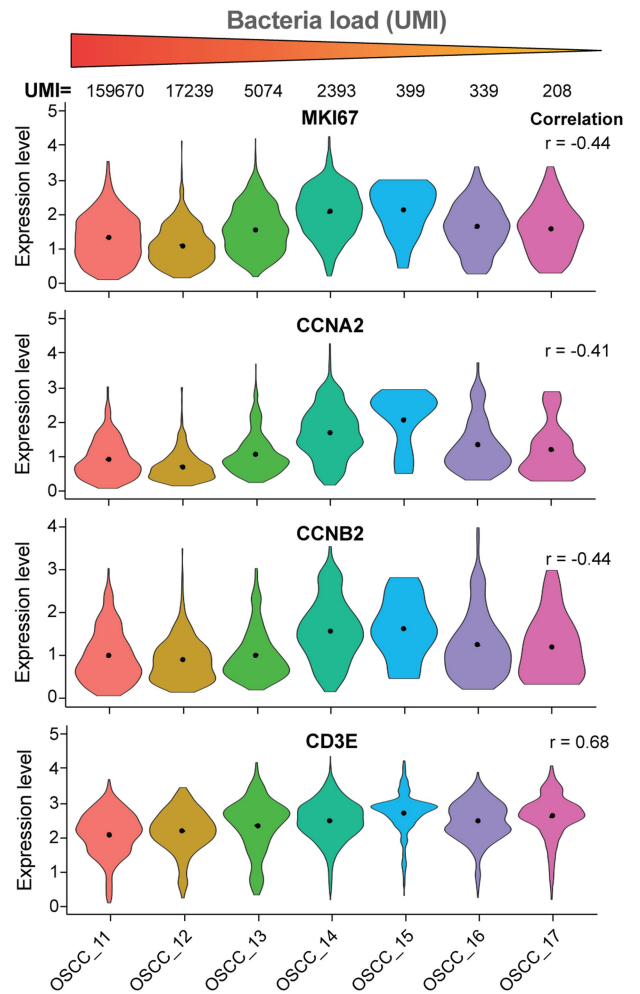 Bacteria load (UMI)
UMI= 159670 17239 5074 2393 399 339 208
MKI67
Correlation
r = -0.44
Expression level
5
4
3
2
1
0
CCNA2
r = -0.41
Expression level
5
4
3
2
1
0
CCNB2
r = -0.44
Expression level
4
3
2
1
0
CD3E
r = 0.68
Expression level
5
4
3
2
1
0
OSCC_11
OSCC_12
OSCC_13
OSCC_14
OSCC_15
OSCC_16
OSCC_17